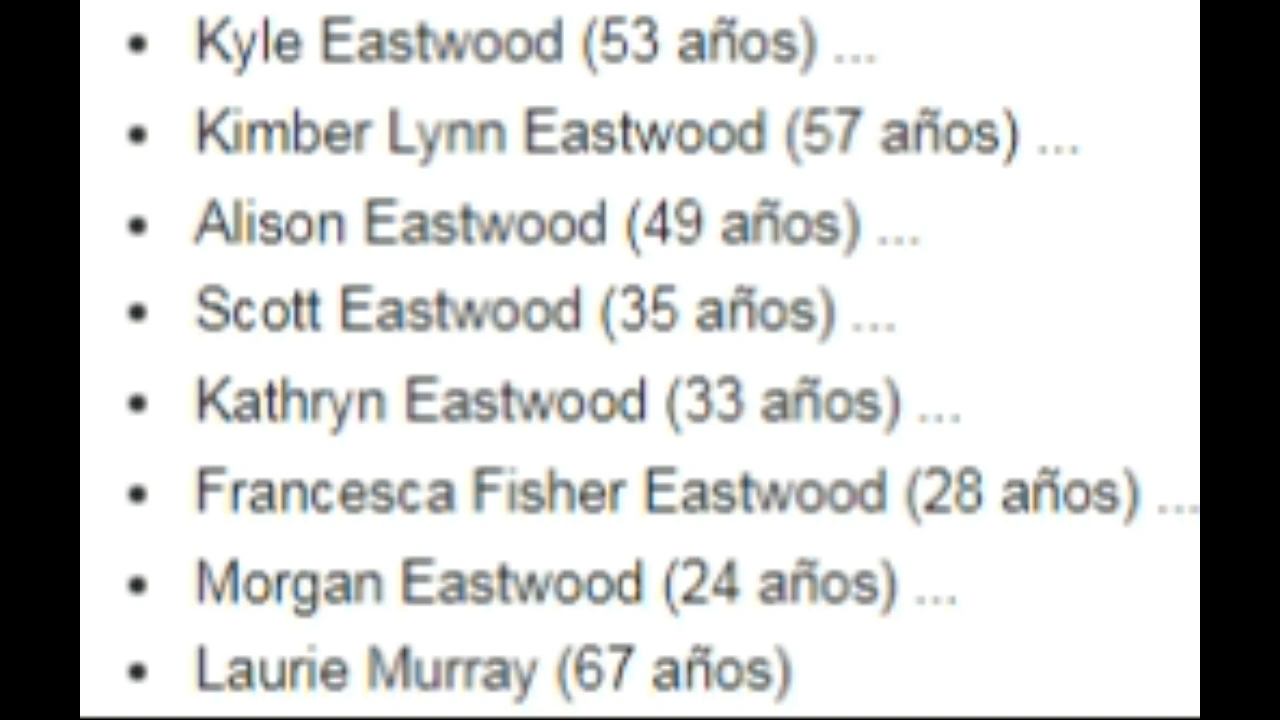 • Kyle Eastwood (53 años) ...
• Kimber Lynn Eastwood (57 años) ...
• Alison Eastwood (49 años) ...
• Scott Eastwood (35 años) ...
• Kathryn Eastwood (33 años) ...
• Francesca Fisher Eastwood (28 años) ...
• Morgan Eastwood (24 años) ...
• Laurie Murray (67 años)